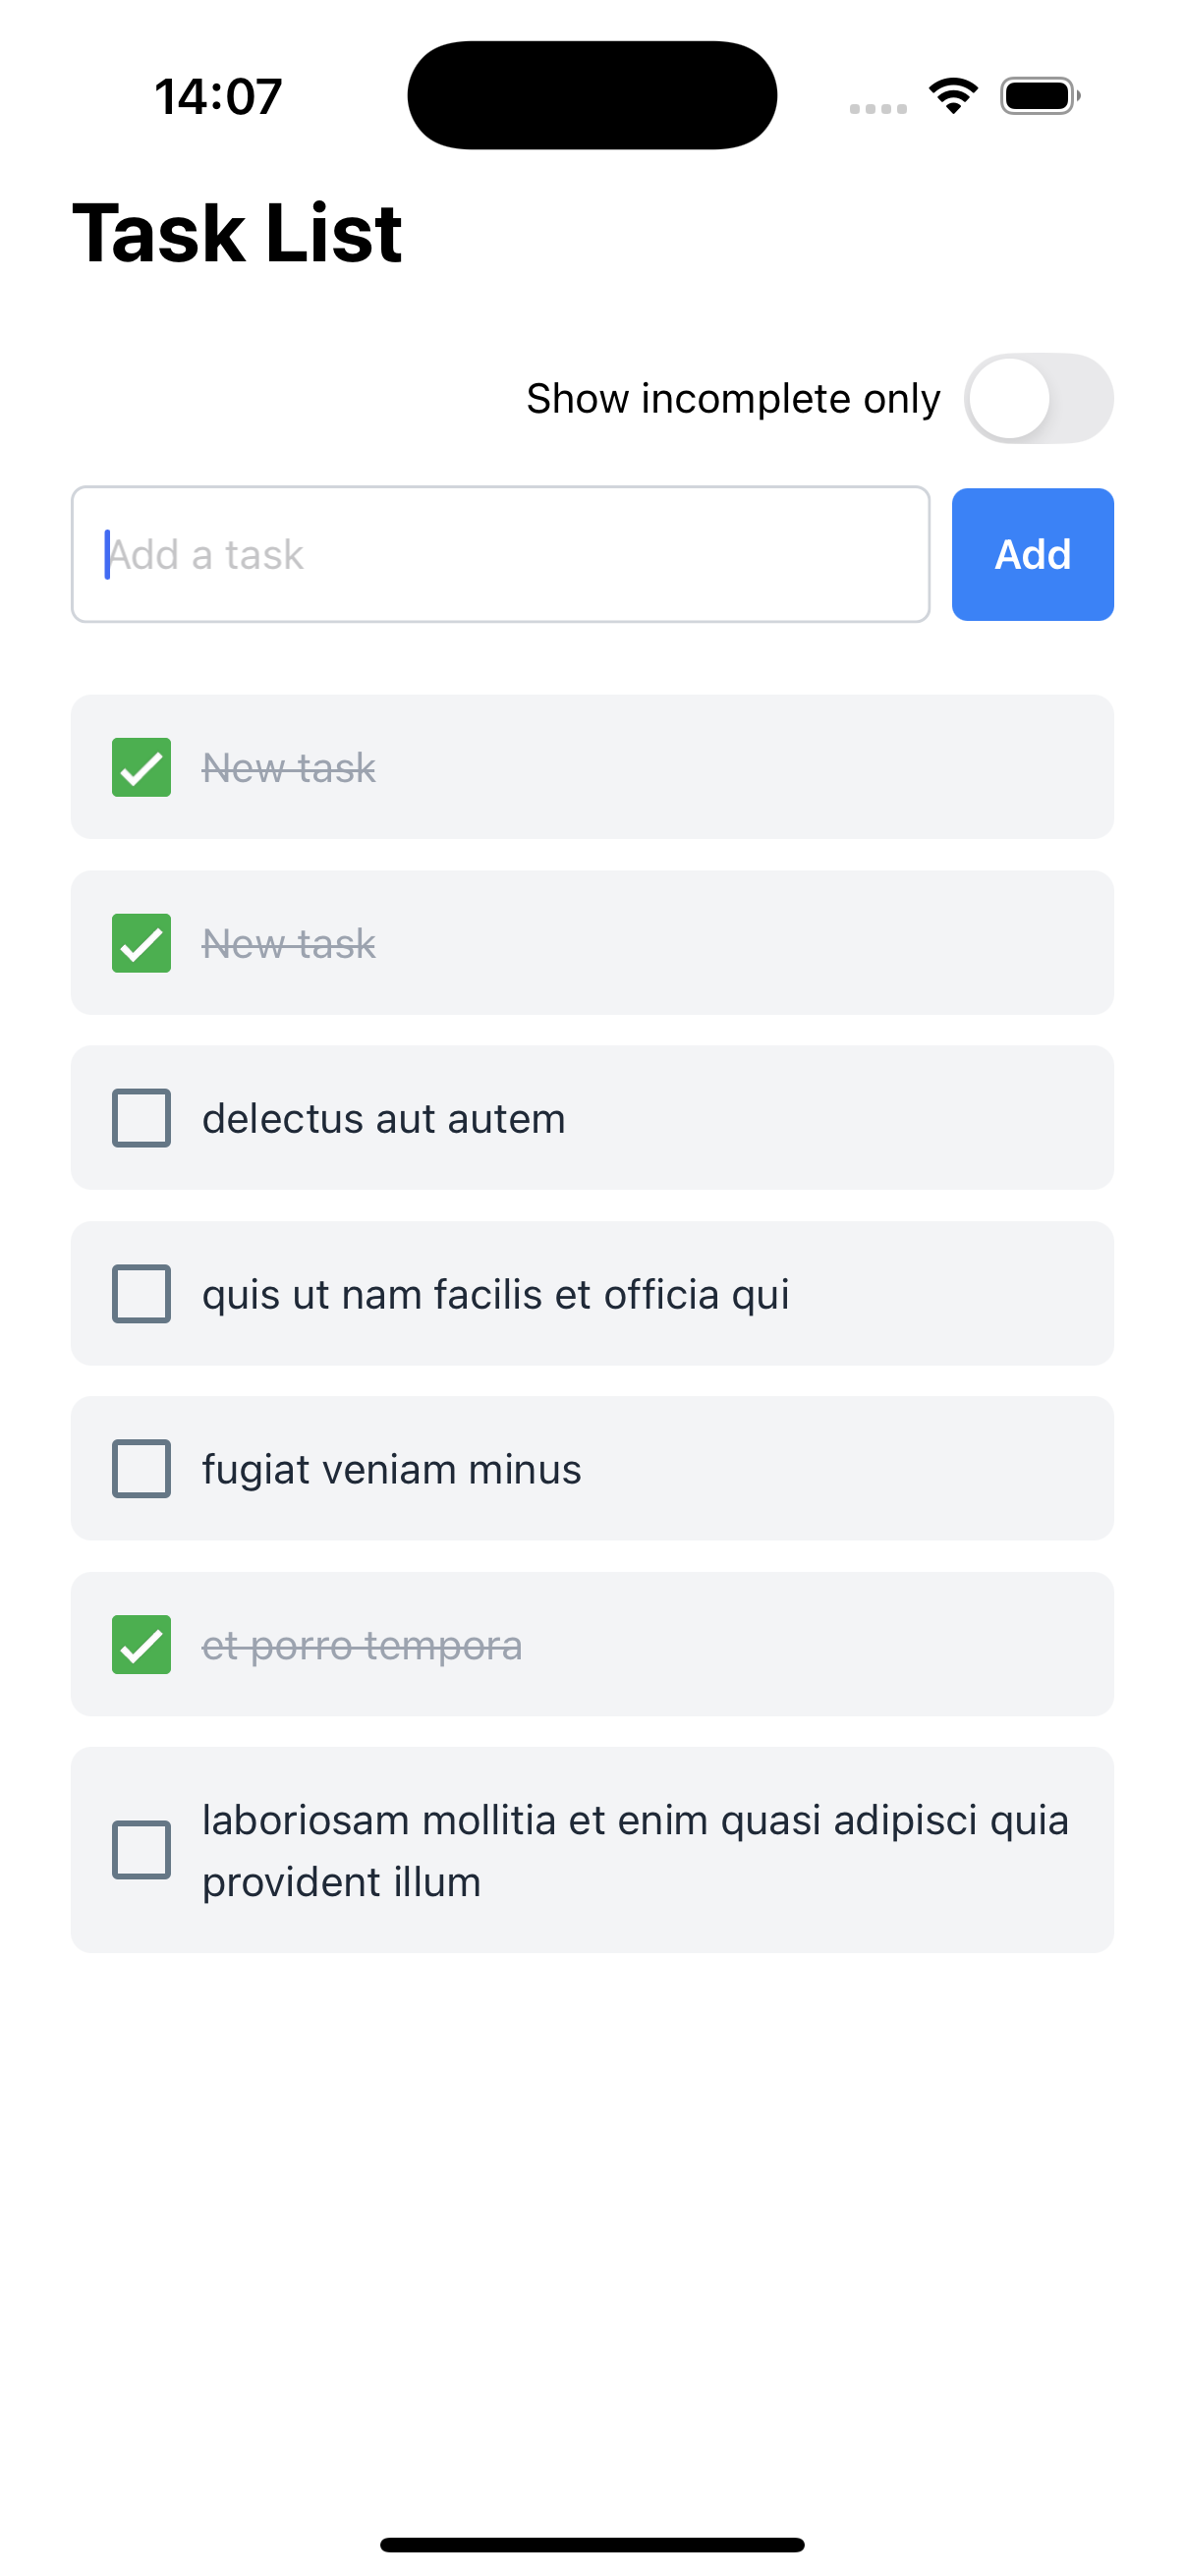 14:07
Task List
Show incomplete only
Add a task
Add
New task
New task
delectus aut autem
quis ut nam facilis et officia qui
fugiat veniam minus
et porro tempora
laboriosam mollitia et enim quasi adipisci quia
provident illum